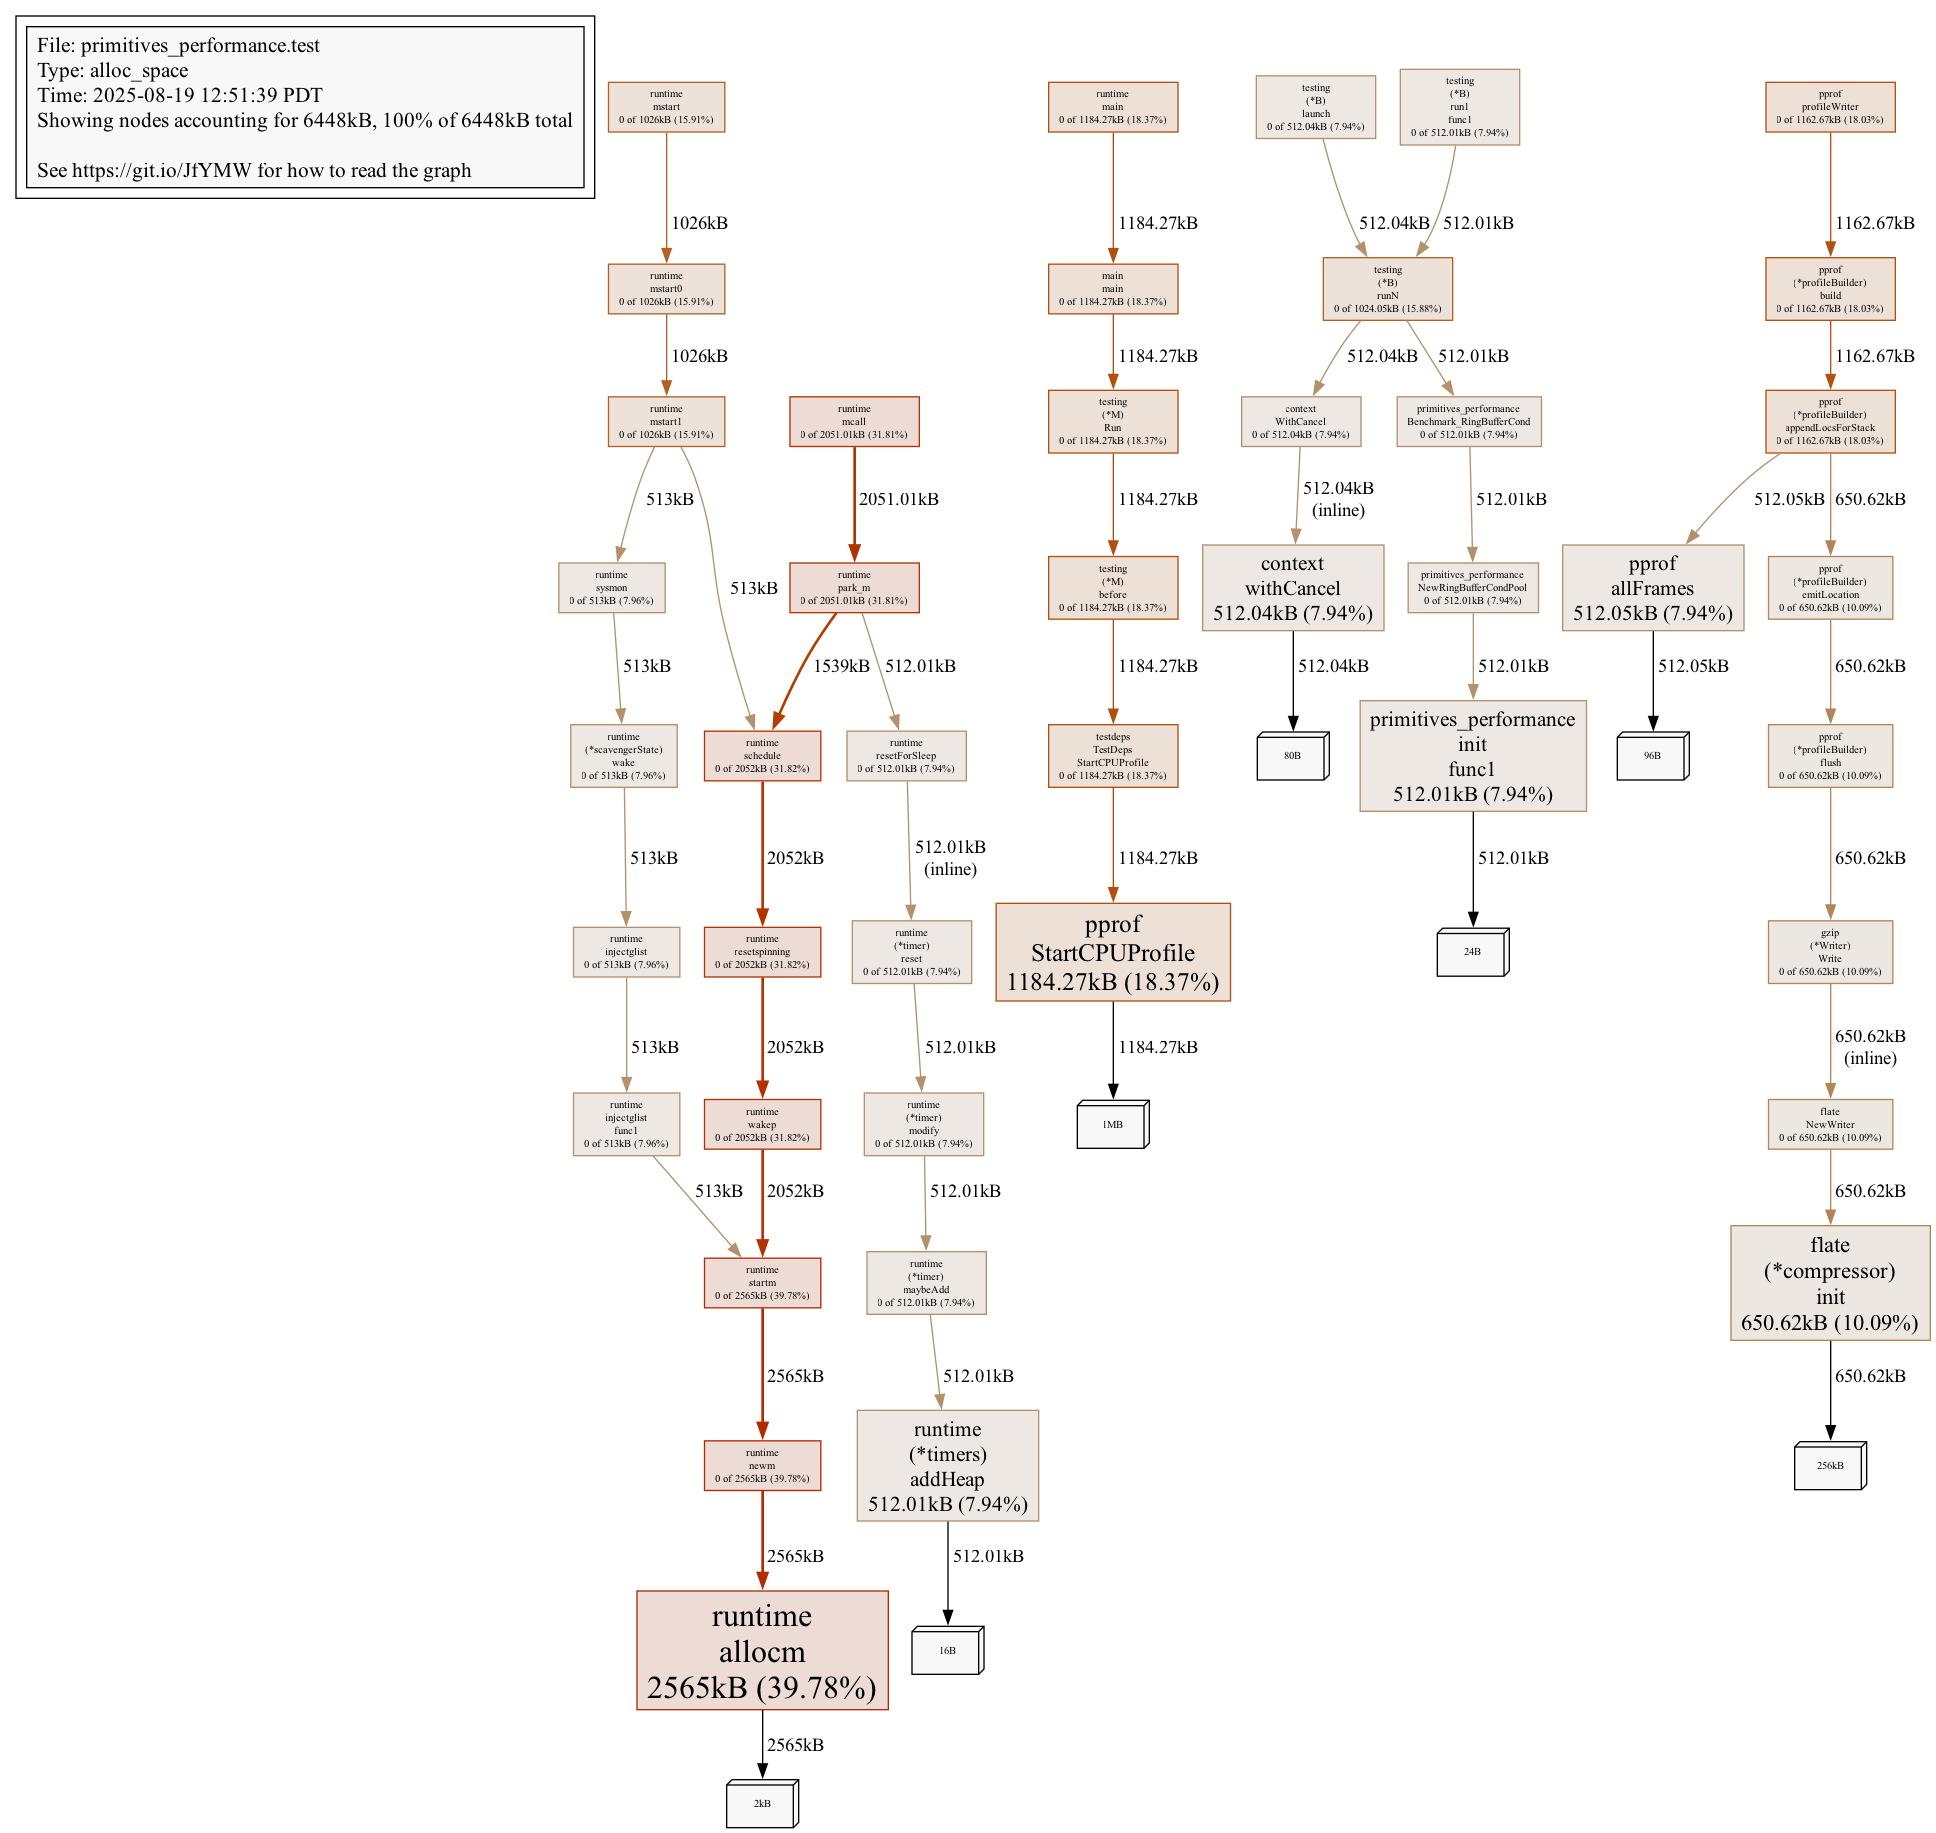 File: primitives_performance.test
Type: alloc_space
Time: 2025-08-19 12:51:39 PDT
Showing nodes accounting for 6448kB, 100% of 6448kB total
See https://git.io/JfYMW for how to read the graph
runtime
mstart
0 of 1026kB (15.91%)
runtime
main
0 of 1184.27kB (18.37%)
testing
(*B)
launch
0 of 512.04kB (7.94%)
testing
(*B)
run1
func1
0 of 512.01kB (7.94%)
pprof
profileWriter
0 of 1162.67kB (18.03%)
1026kB
1184.27kB
512.04kB
512.01kB
1162.67kB
runtime
mstart0
0 of 1026kB (15.91%)
main
main
0 of 1184.27kB (18.37%)
testing
(*B)
runN
0 of 1024.05kB (15.88%)
pprof
(*profileBuilder)
build
0 of 1162.67kB (18.03%)
1026kB
1184.27kB
512.04kB
512.01kB
1162.67kB
runtime
mstart1
0 of 1026kB (15.91%)
runtime
mcall
0 of 2051.01kB (31.81%)
testing
(*M)
Run
0 of 1184.27kB (18.37%)
context
WithCancel
0 of 512.04kB (7.94%)
primitives_performance
Benchmark_RingBufferCond
0 of 512.01kB (7.94%)
pprof
(*profileBuilder)
appendLocsForStack
0 of 1162.67kB (18.03%)
513kB
2051.01kB
1184.27kB
512.04kB
(inline)
512.01kB
512.05kB
650.62kB
513kB
runtime
sysmon
0 of 513kB (7.96%)
runtime
park_m
0 of 2051.01kB (31.81%)
testing
(*M)
before
0 of 1184.27kB (18.37%)
context
withCancel
512.04kB (7.94%)
primitives_performance
NewRingBufferCondPool
0 of 512.01kB (7.94%)
pprof
allFrames
512.05kB (7.94%)
pprof
(*profileBuilder)
emitLocation
0 of 650.62kB (10.09%)
513kB
1539kB
512.01kB
1184.27kB
512.04kB
512.01kB
512.05kB
650.62kB
runtime
(*scavengerState)
wake
0 of 513kB (7.96%)
runtime
schedule
0 of 2052kB (31.82%)
runtime
resetForSleep
0 of 512.01kB (7.94%)
testdeps
TestDeps
StartCPUProfile
0 of 1184.27kB (18.37%)
80B
primitives_performance
init
func1
512.01kB (7.94%)
96B
pprof
(*profileBuilder)
flush
0 of 650.62kB (10.09%)
513kB
2052kB
512.01kB
(inline)
1184.27kB
512.01kB
650.62kB
runtime
injectglist
0 of 513kB (7.96%)
runtime
resetspinning
0 of 2052kB (31.82%)
runtime
(*timer)
reset
0 of 512.01kB (7.94%)
pprof
StartCPUProfile
1184.27kB (18.37%)
24B
gzip
(*Writer)
Write
0 of 650.62kB (10.09%)
513kB
2052kB
512.01kB
1184.27kB
650.62kB
(inline)
runtime
injectglist
func1
0 of 513kB (7.96%)
runtime
wakep
0 of 2052kB (31.82%)
runtime
(*timer)
modify
0 of 512.01kB (7.94%)
1MB
flate
NewWriter
0 of 650.62kB (10.09%)
513kB
2052kB
512.01kB
650.62kB
runtime
startm
0 of 2565kB (39.78%)
runtime
(*timer)
maybeAdd
0 of 512.01kB (7.94%)
flate
(*compressor)
init
650.62kB (10.09%)
2565kB
512.01kB
650.62kB
runtime
newm
0 of 2565kB (39.78%)
runtime
(*timers)
addHeap
512.01kB (7.94%)
256kB
2565kB
512.01kB
runtime
allocm
2565kB (39.78%)
16B
2565kB
2kB